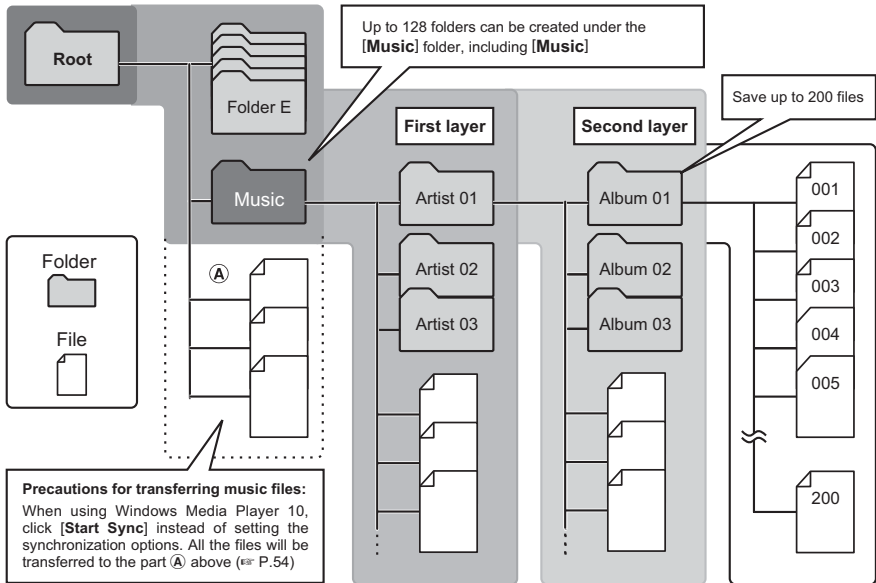 Root
Folder E
Music
Up to 128 folders can be created under the
[Music] folder, including [Music]
First layer
Second layer
Save up to 200 files
Artist 01
Artist 02
Artist 03
Album 01
Album 02
Album 03
001
002
003
004
005
200
Folder
File
Ⓐ
Precautions for transferring music files:
When using Windows Media Player 10,
click [Start Sync] instead of setting the
synchronization options. All the files will be
transferred to the part Ⓐ above (☞ P.54)